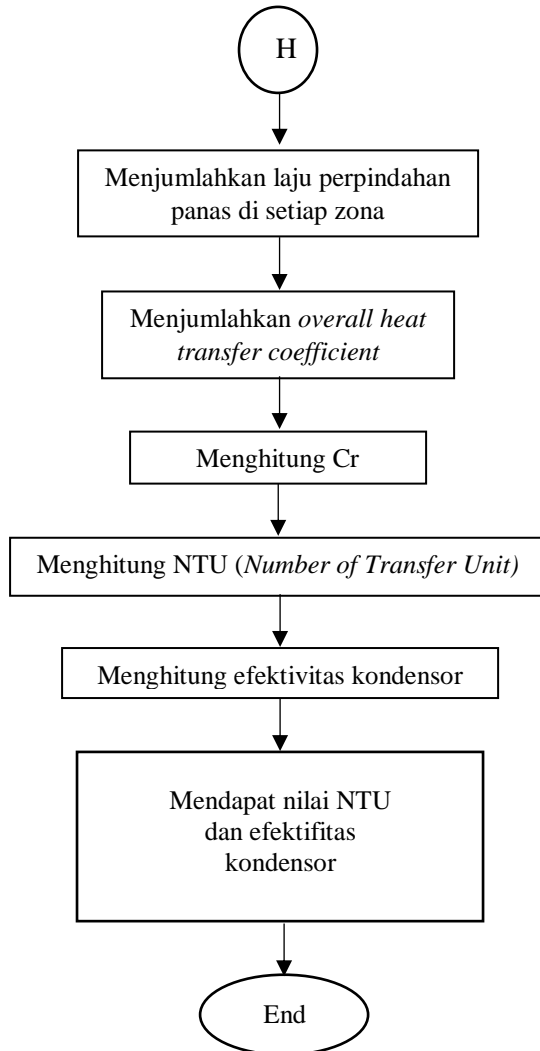 H
Menjumlahkan laju perpindahan
panas di setiap zona
Menjumlahkan overall heat
transfer coefficient
Menghitung Cr
Menghitung NTU (Number of Transfer Unit)
Menghitung efektivitas kondensor
Mendapat nilai NTU
dan efektifitas
kondensor
End